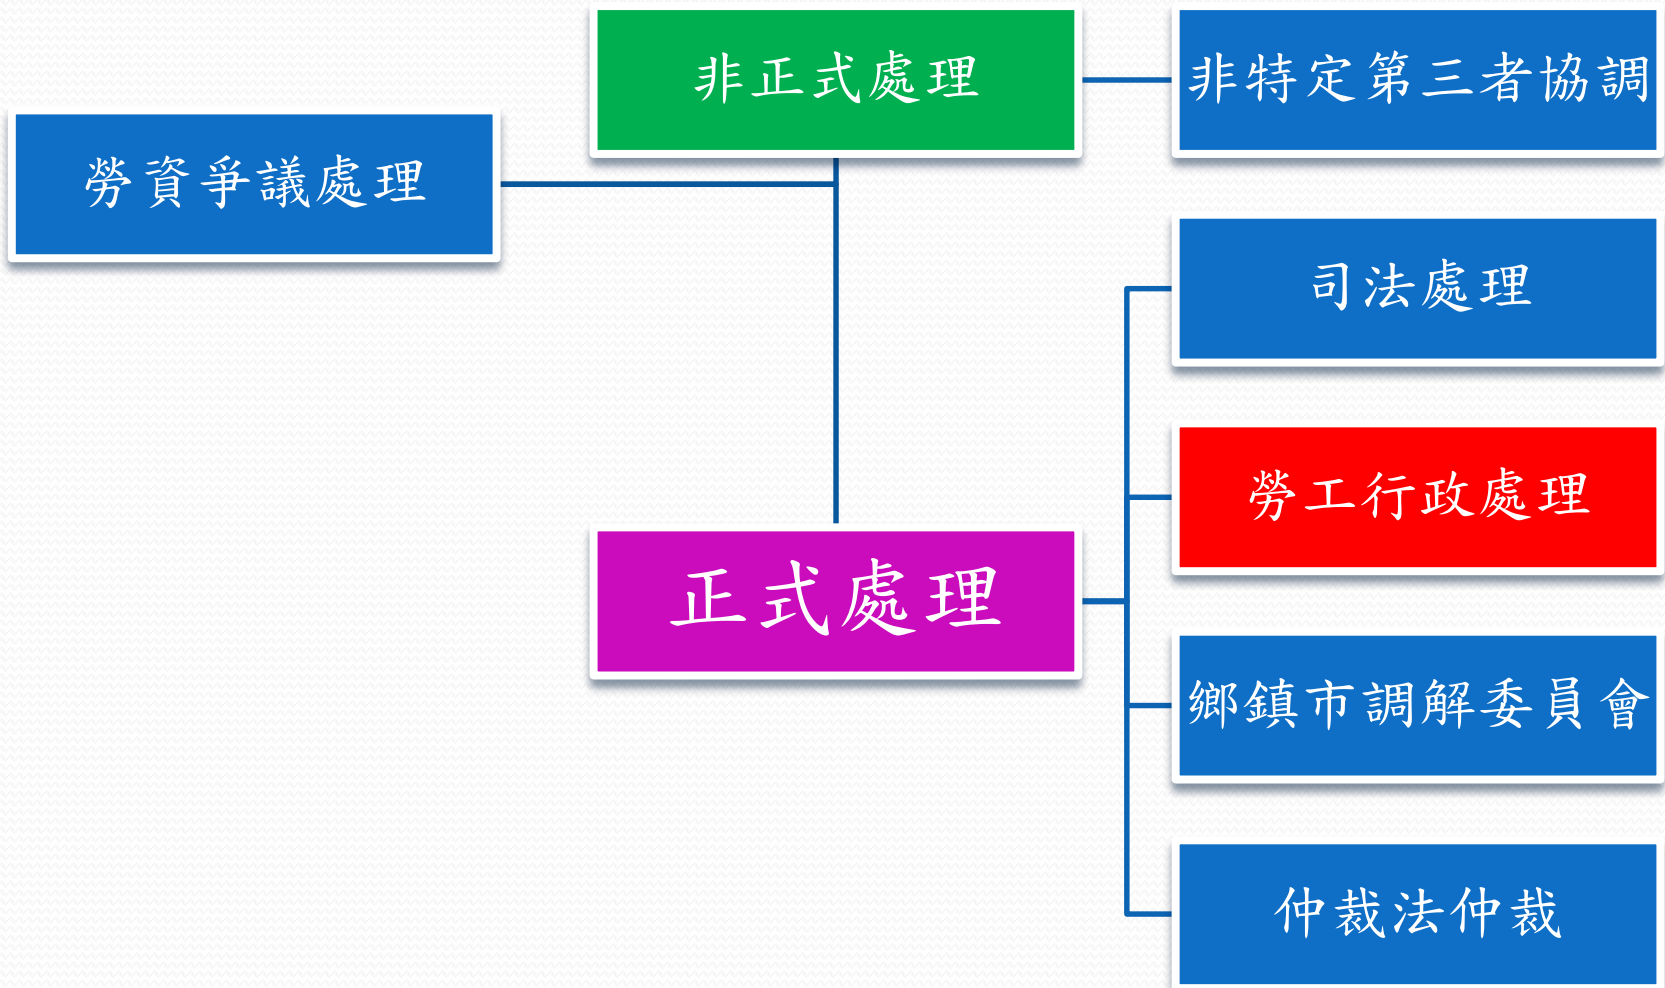 勞資爭議處理
非正式處理
非特定第三者協調
正式處理
司法處理
勞工行政處理
鄉鎮市調解委員會
仲裁法仲裁